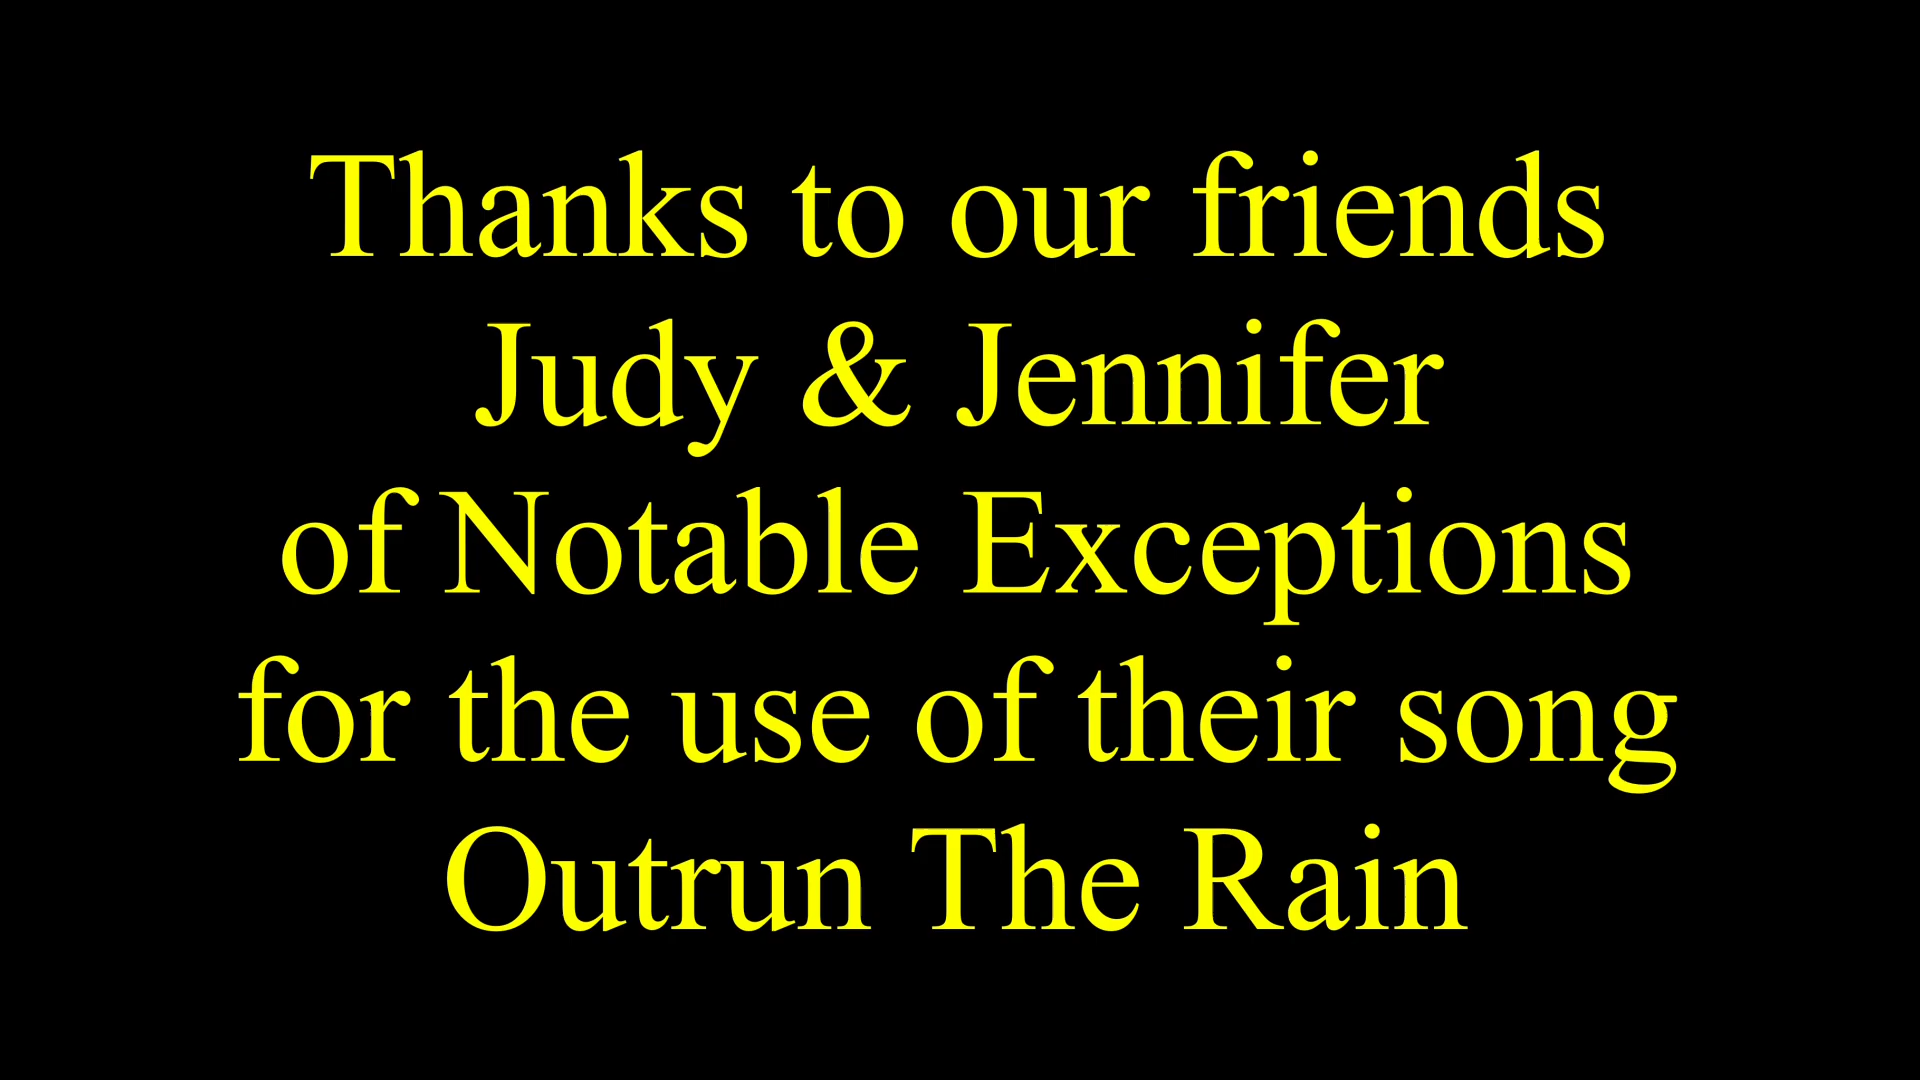 Thanks to our friends
Judy & Jennifer
of Notable Exceptions
for the use of their song
Outrun The Rain